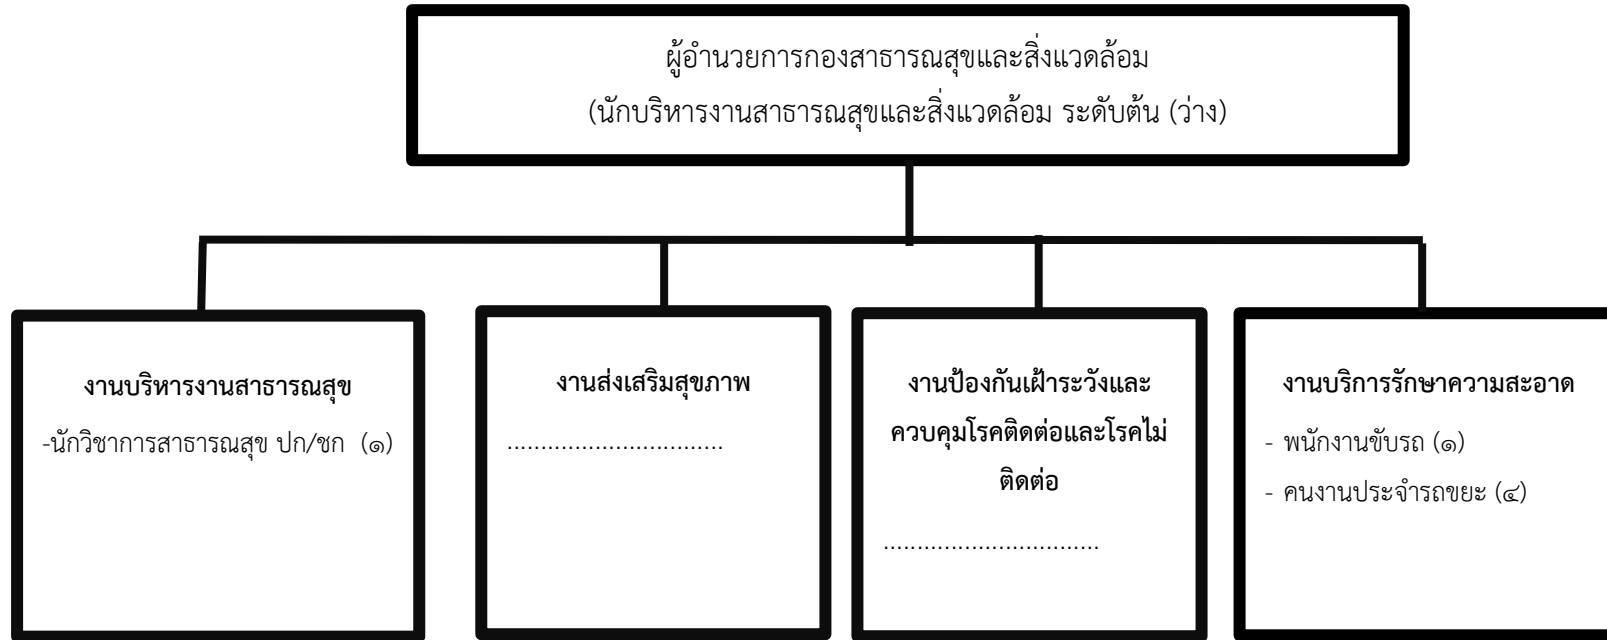 ผู้อำนวยการกองสาธารณสุขและสิ่งแวดล้อม
(นักบริหารงานสาธารณสุขและสิ่งแวดล้อม ระดับต้น (ว่าง)
งานบริหารงานสาธารณสุข
-นักวิชาการสาธารณสุข ปก/ชก (๑)
งานส่งเสริมสุขภาพ
................................
งานป้องกันเฝ้าระวังและ
ควบคุมโรคติดต่อและโรคไม่
ติดต่อ
................................
งานบริการรักษาความสะอาด
- พนักงานขับรถ (๑)
- คนงานประจำรถขยะ (๔)